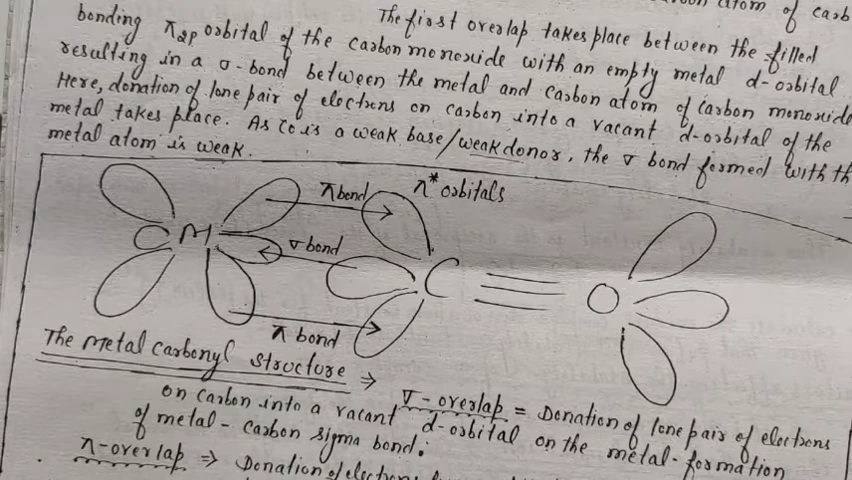 atom of carb
The first overlap takes place between the filled
bonding π2p orbital of the carbon monoxide with an empty metal d-orbital
resulting in a σ-bond between the metal and carbon atom of carbon monoxide
Here, donation of lone pair of electrons on carbon into a vacant d-orbital of the
metal takes place. As CO is a weak base/weak donor, the σ bond formed with th
metal atom is weak.
π bond
π* orbitals
M
σ bond
C
O
π bond
The metal carbonyl structure ⇒ σ-overlap = Donation of lone pair of electrons
on carbon into a vacant d-orbital on the metal-formation
of metal-carbon sigma bond.
π-overlap ⇒ Donation of electrons